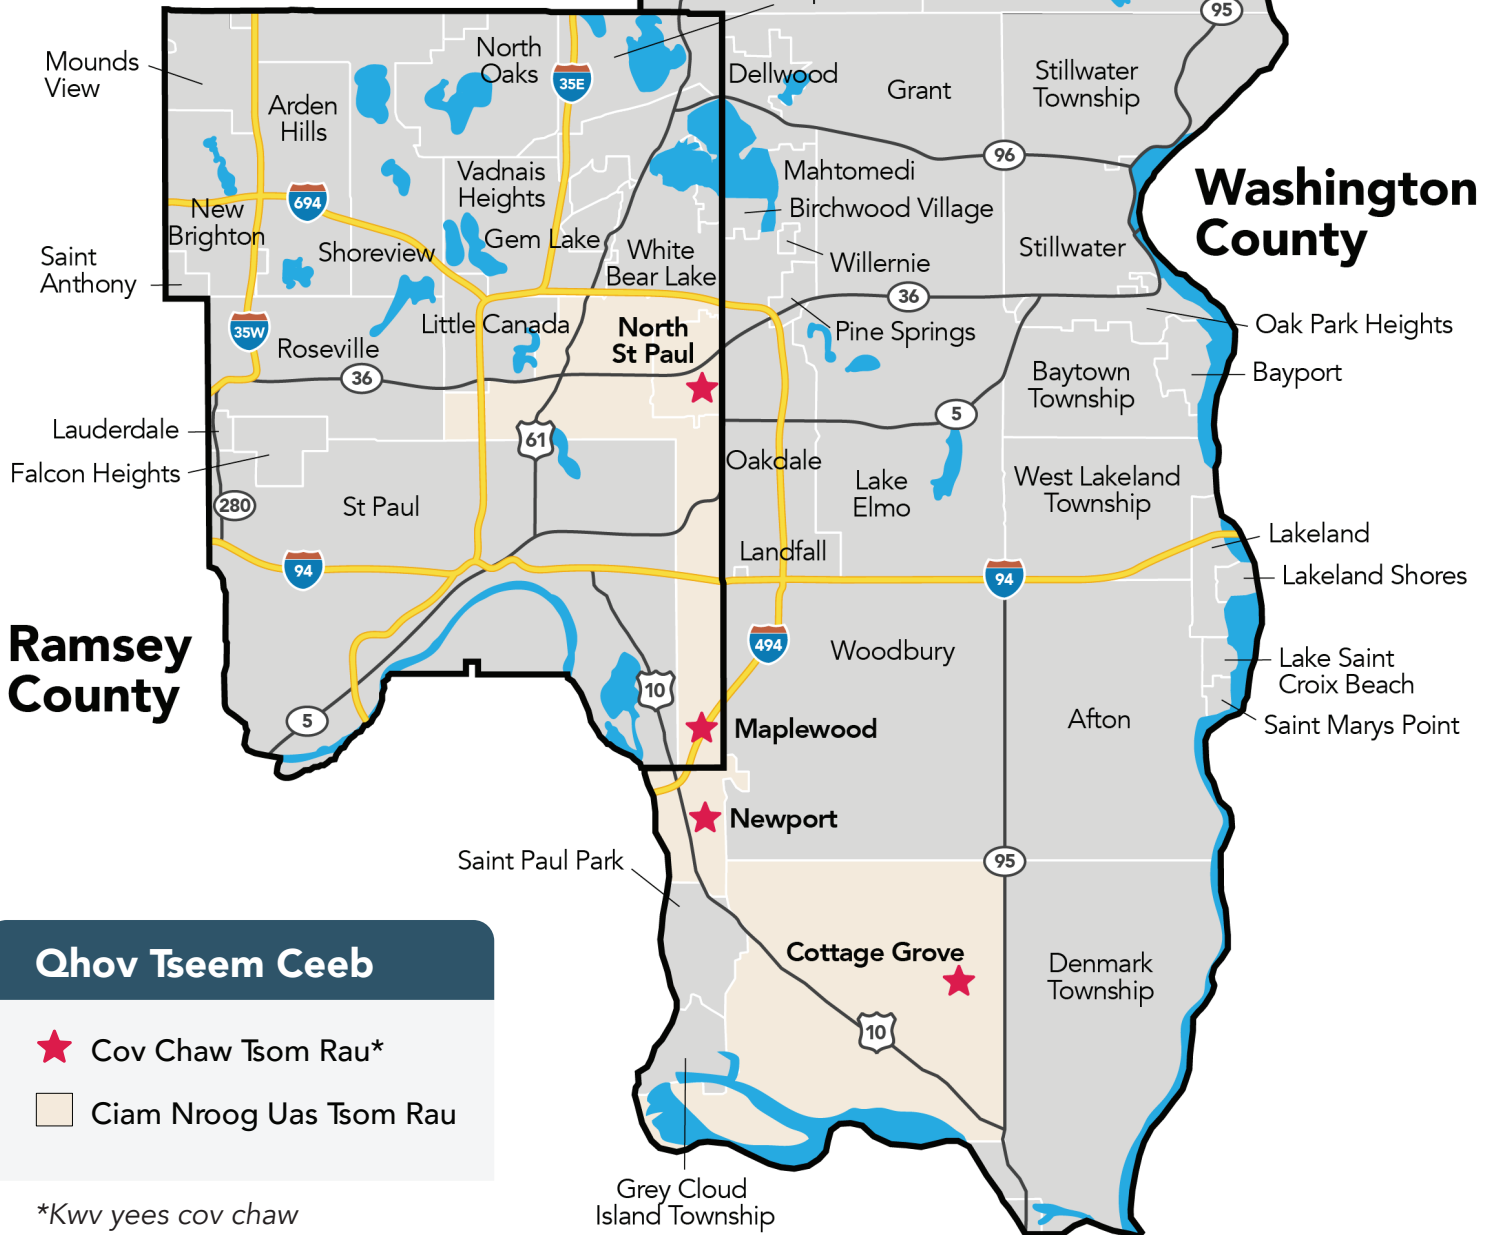 95
Mounds
View
North
Oaks
35E
Dellwood
Grant
Stillwater
Township
Arden
Hills
96
Vadnais
Heights
Mahtomedi
Washington
County
694
New
Brighton
Birchwood Village
Shoreview
Gem Lake
White
Bear Lake
Stillwater
Saint
Anthony
Willernie
36
35W
Little Canada
North
St Paul
Pine Springs
Oak Park Heights
Roseville
36
Baytown
Township
Bayport
5
Lauderdale
61
Falcon Heights
Oakdale
Lake
Elmo
West Lakeland
Township
280
St Paul
Lakeland
Landfall
94
94
Lakeland Shores
Ramsey
County
494
Woodbury
Lake Saint
Croix Beach
10
5
Maplewood
Afton
Saint Marys Point
Newport
Saint Paul Park
95
Cottage Grove
Denmark
Township
10
Qhov Tseem Ceeb
Cov Chaw Tsom Rau*
Ciam Nroog Uas Tsom Rau
*Kwv yees cov chaw
Grey Cloud
Island Township